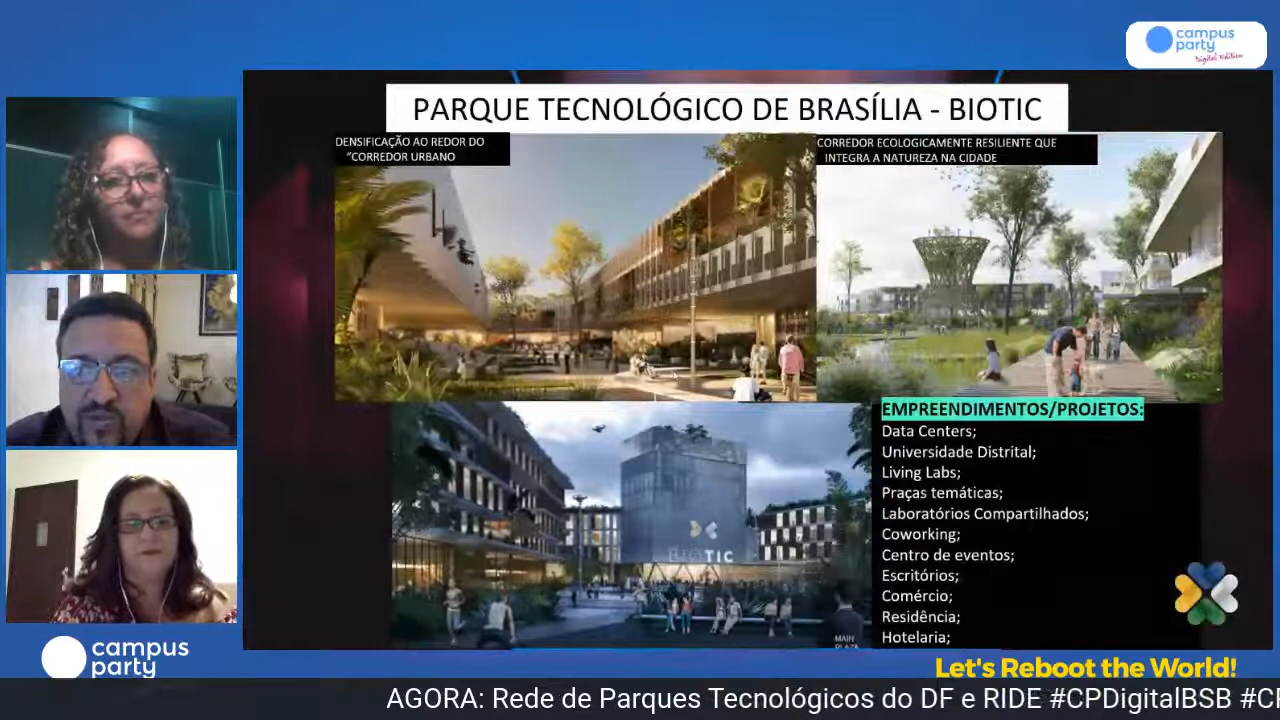 campus
party
Digital Edition
PARQUE TECNOLÓGICO DE BRASÍLIA - BIOTIC
DENSIFICAÇÃO AO REDOR DO
“CORREDOR URBANO
CORREDOR ECOLOGICAMENTE RESILIENTE QUE
INTEGRA A NATUREZA NA CIDADE
BIOTIC
MAIN
PLAZA
EMPREENDIMENTOS/PROJETOS:
Data Centers;
Universidade Distrital;
Living Labs;
Praças temáticas;
Laboratórios Compartilhados;
Coworking;
Centro de eventos;
Escritórios;
Comércio;
Residência;
Hotelaria;
campus
party
Let's Reboot the World!
AGORA: Rede de Parques Tecnológicos do DF e RIDE #CPDigitalBSB #CP